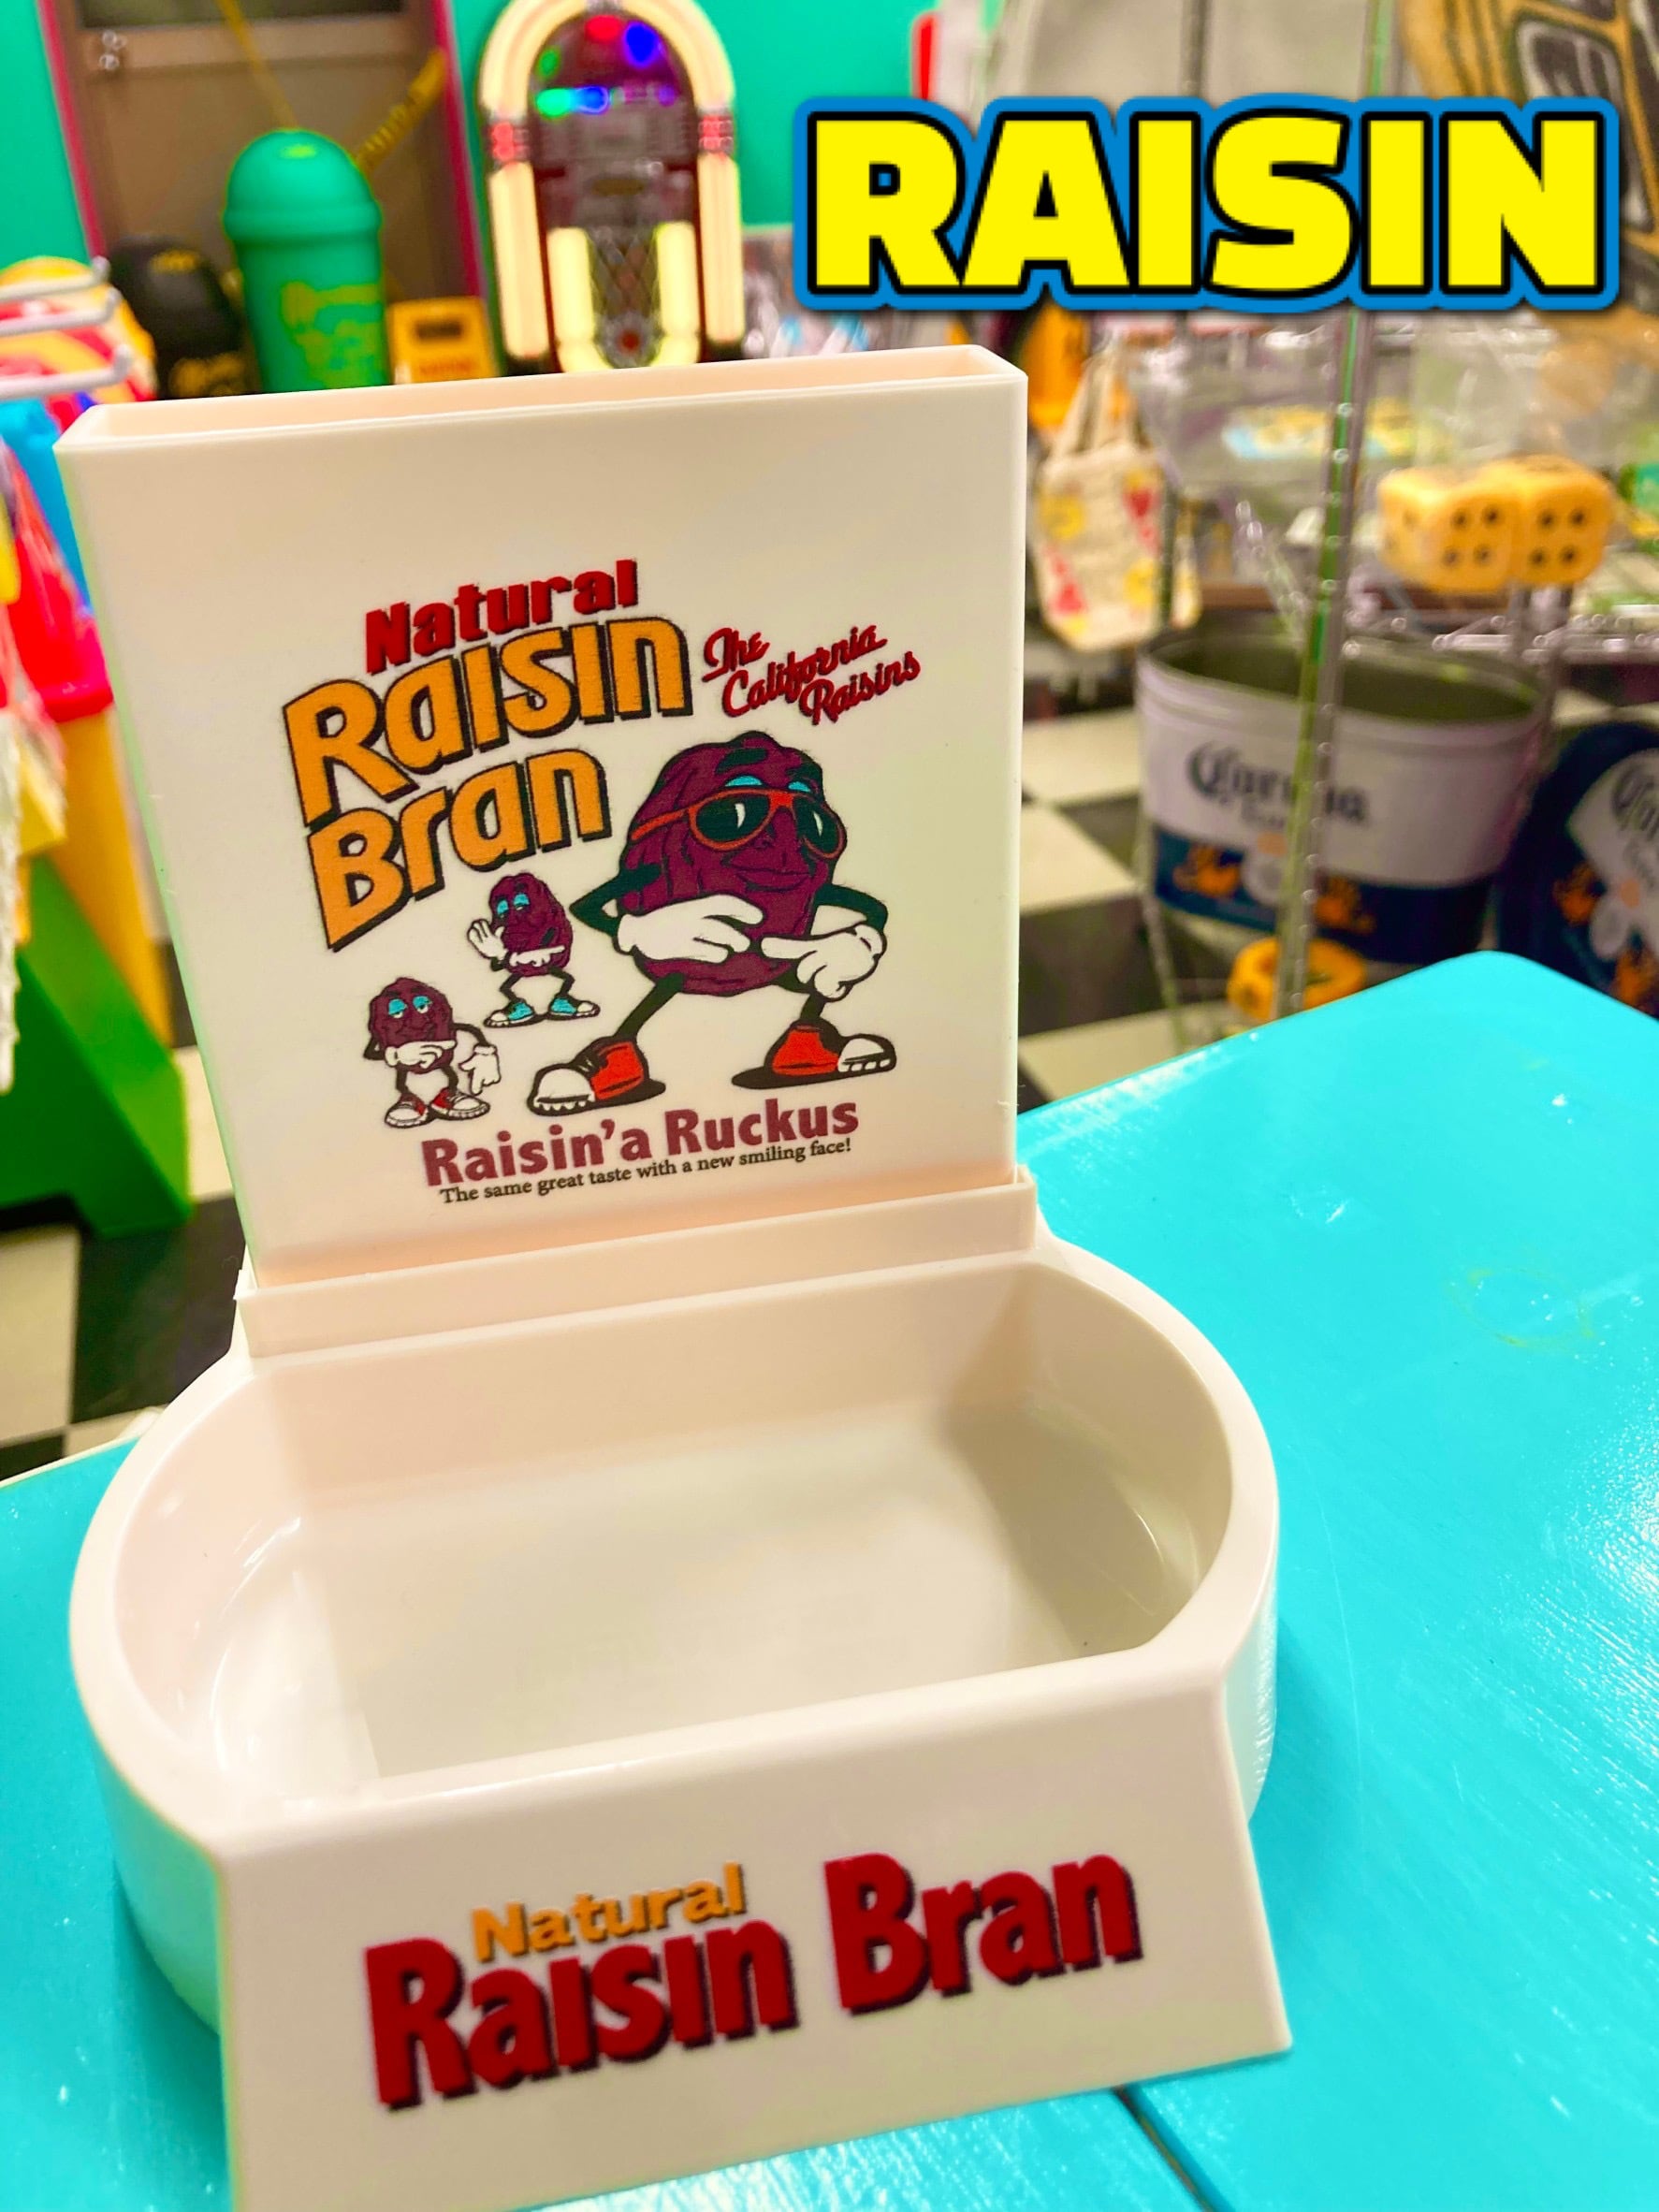 RAISIN
Natural
Raisin
Bran
The
California
Raisins
Raisin'a Ruckus
The same great taste with a new smiling face!
Natural
Raisin Bran
Corona